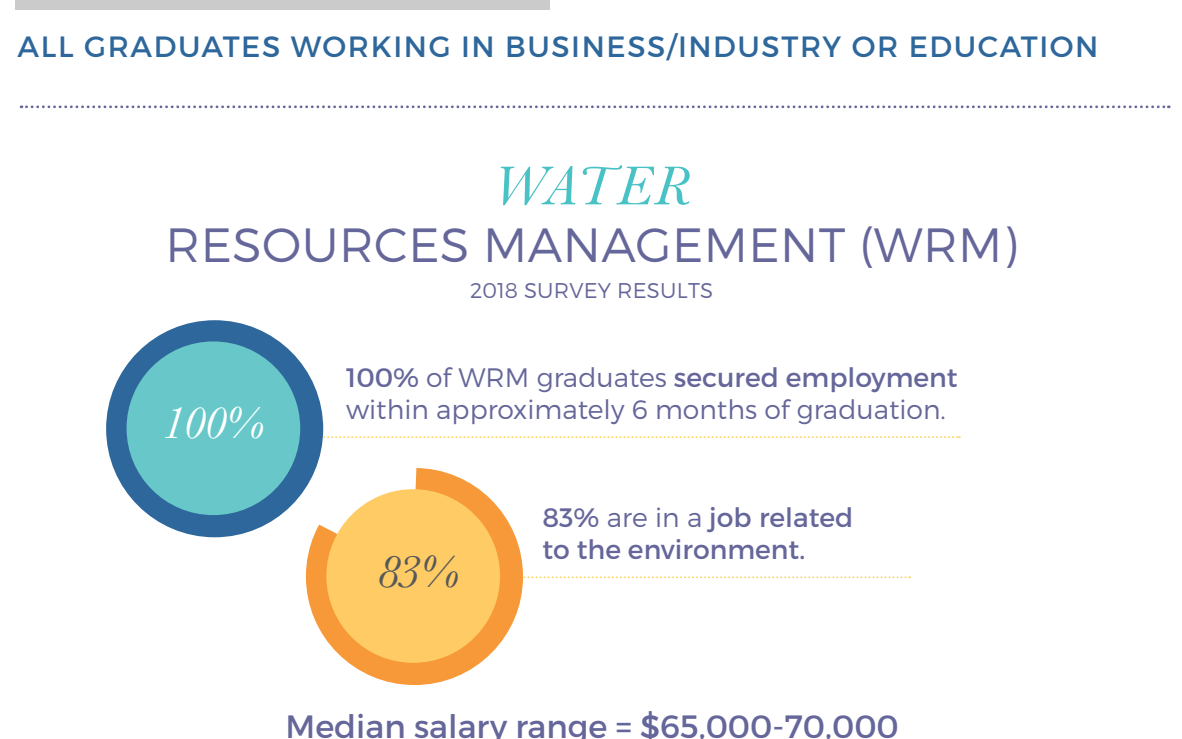 ALL GRADUATES WORKING IN BUSINESS/INDUSTRY OR EDUCATION
WATER
RESOURCES MANAGEMENT (WRM)
2018 SURVEY RESULTS
100%
100% of WRM graduates secured employment
within approximately 6 months of graduation.
83%
83% are in a job related
to the environment.
Median salary range = $65,000-70,000